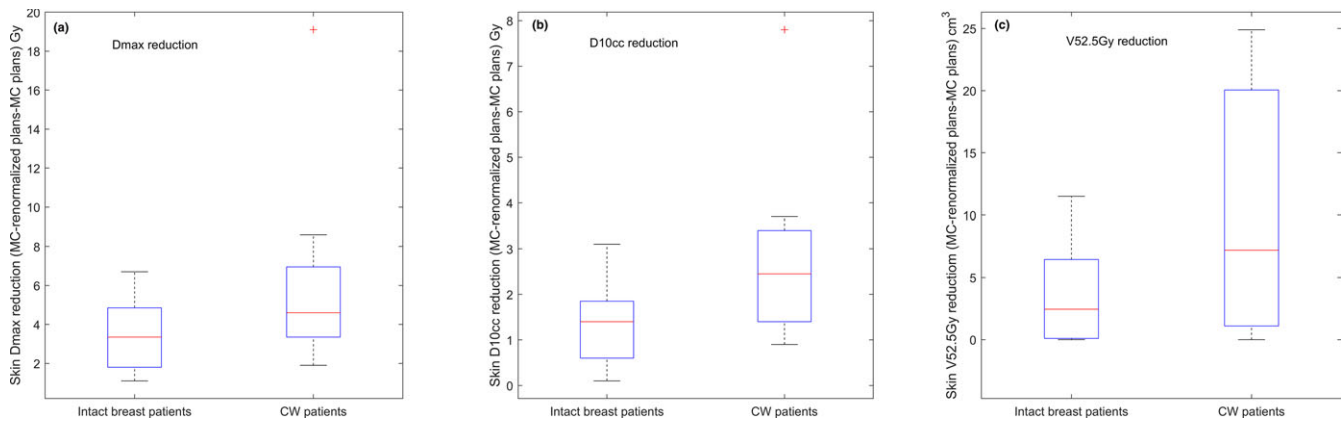 (a)
Dmax reduction
Skin Dmax reduction (MC-renormalized plans-MC plans) Gy
20
18
16
14
12
10
8
6
4
2
Intact breast patients
CW patients
(b)
D10cc reduction
Skin D10cc reduction (MC-renormalized plans-MC plans) Gy
8
7
6
5
4
3
2
1
0
Intact breast patients
CW patients
(c)
V52.5Gy reduction
Skin V52.5Gy reductiom (MC-renormalized plans-MC plans) cm³
25
20
15
10
5
0
Intact breast patients
CW patients